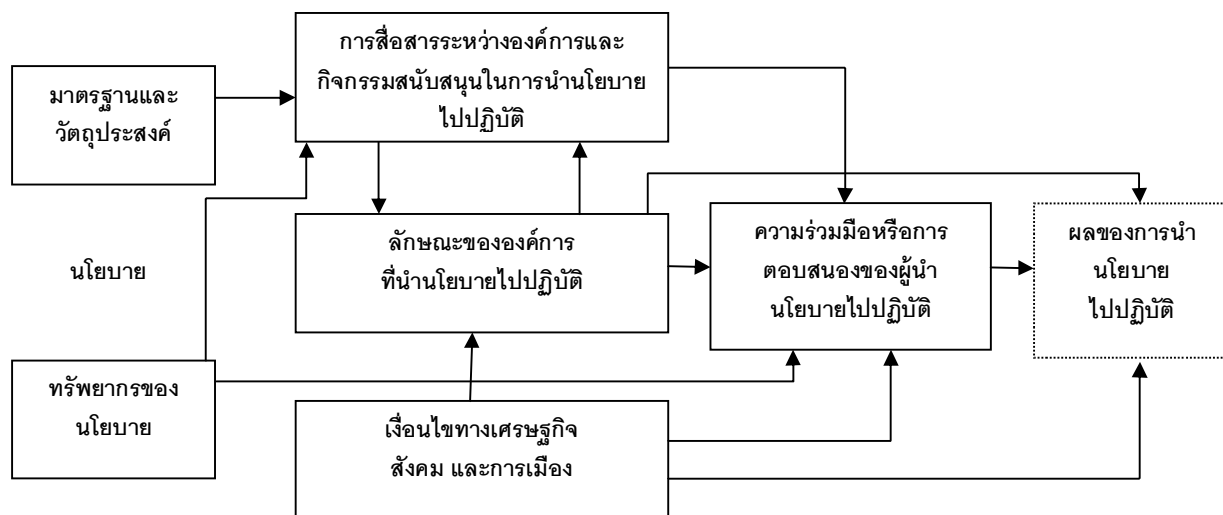 การสื่อสารระหว่างองค์การและ
กิจกรรมสนับสนุนในการนำนโยบาย
ไปปฏิบัติ
มาตรฐานและ
วัตถุประสงค์
นโยบาย
ลักษณะขององค์การ
ที่นำนโยบายไปปฏิบัติ
ความร่วมมือหรือการ
ตอบสนองของผู้นำ
นโยบายไปปฏิบัติ
ผลของการนำ
นโยบาย
ไปปฏิบัติ
ทรัพยากรของ
นโยบาย
เงื่อนไขทางเศรษฐกิจ
สังคม และการเมือง